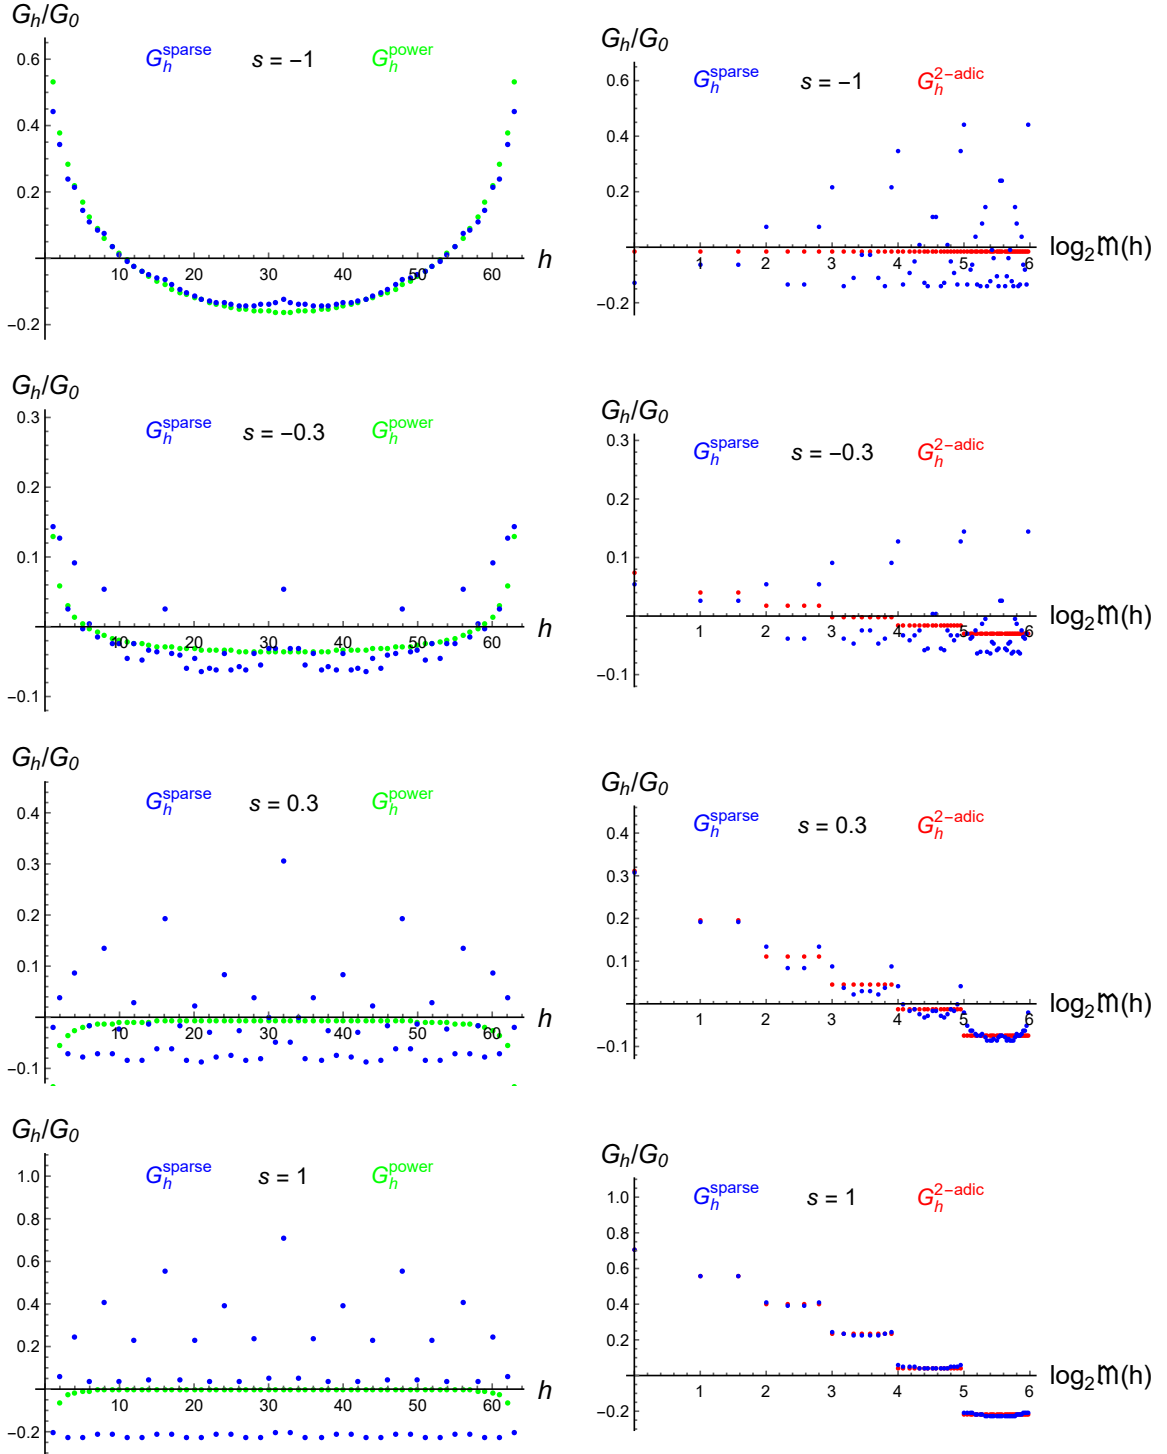 G_h/G_0
G_h^sparse s = −1 G_h^power
0.6
0.4
0.2
−0.2
10 20 30 40 50 60 h
G_h/G_0
G_h^sparse s = −1 G_h^2−adic
0.6
0.4
0.2
−0.2
1 2 3 4 5 6 log₂𝔐(h)
G_h/G_0
G_h^sparse s = −0.3 G_h^power
0.3
0.2
0.1
−0.1
10 20 30 40 50 60 h
G_h/G_0
G_h^sparse s = −0.3 G_h^2−adic
0.3
0.2
0.1
−0.1
1 2 3 4 5 6 log₂𝔐(h)
G_h/G_0
G_h^sparse s = 0.3 G_h^power
0.4
0.3
0.2
0.1
−0.1
10 20 30 40 50 60 h
G_h/G_0
G_h^sparse s = 0.3 G_h^2−adic
0.4
0.3
0.2
0.1
−0.1
1 2 3 4 5 6 log₂𝔐(h)
G_h/G_0
G_h^sparse s = 1 G_h^power
1.0
0.8
0.6
0.4
0.2
−0.2
10 20 30 40 50 60 h
G_h/G_0
G_h^sparse s = 1 G_h^2−adic
1.0
0.8
0.6
0.4
0.2
−0.2
1 2 3 4 5 6 log₂𝔐(h)